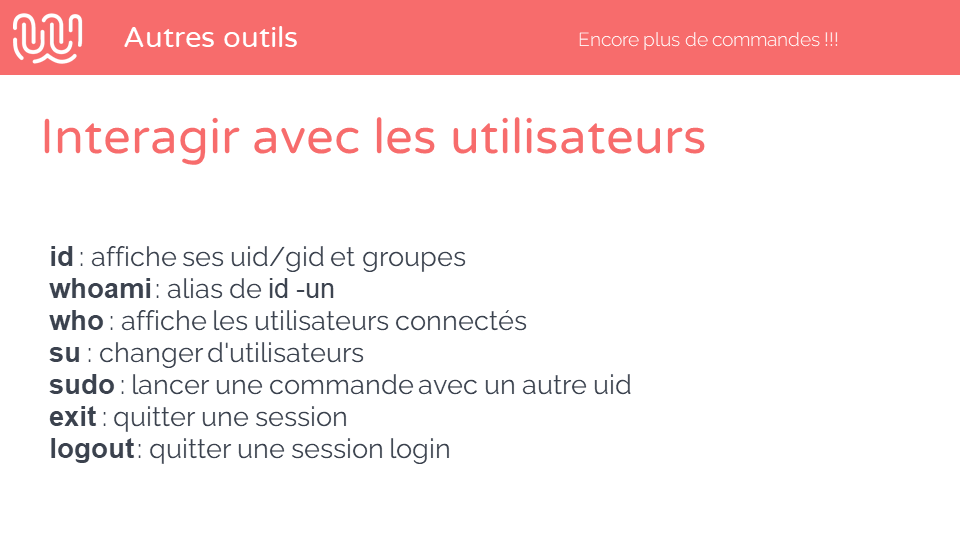 Autres outils
Encore plus de commandes !!!
Interagir avec les utilisateurs
id : affiche ses uid/gid et groupes
whoami : alias de id -un
who : affiche les utilisateurs connectés
su : changer d'utilisateurs
sudo : lancer une commande avec un autre uid
exit : quitter une session
logout : quitter une session login